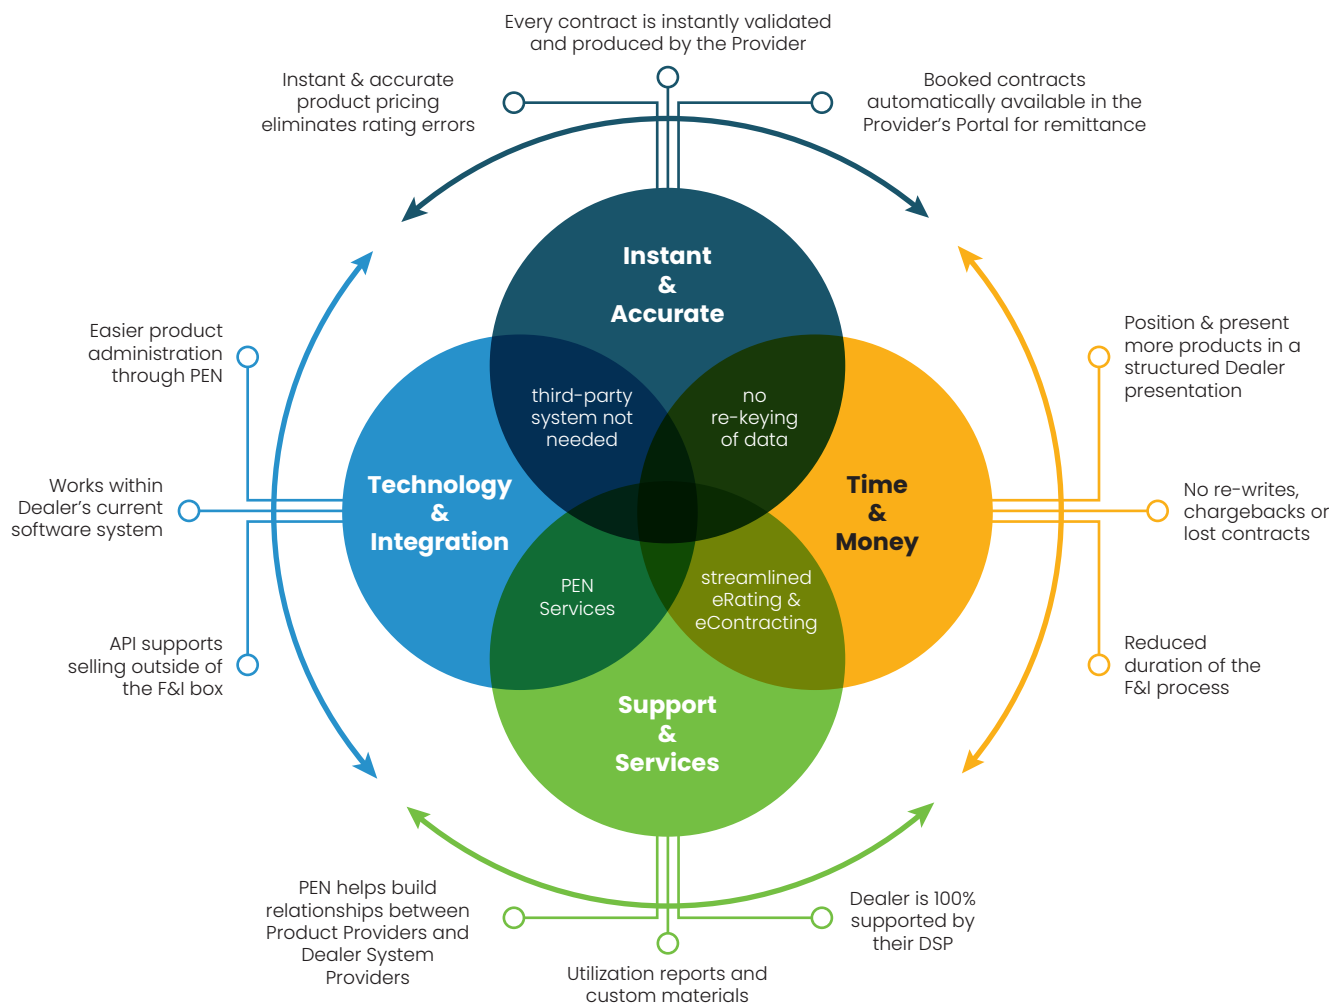 Every contract is instantly validated
and produced by the Provider
Instant & accurate
product pricing
eliminates rating errors
Booked contracts
automatically available in the
Provider’s Portal for remittance
Instant
&
Accurate
Easier product
administration
through PEN
Position & present
more products in a
structured Dealer
presentation
third-party
system not
needed
no
re-keying
of data
Works within
Dealer’s current
software system
Technology
&
Integration
Time
&
Money
No re-writes,
chargebacks or
lost contracts
PEN
Services
streamlined
eRating &
eContracting
API supports
selling outside of
the F&I box
Reduced
duration of the
F&I process
Support
&
Services
PEN helps build
relationships between
Product Providers and
Dealer System
Providers
Utilization reports and
custom materials
Dealer is 100%
supported by
their DSP